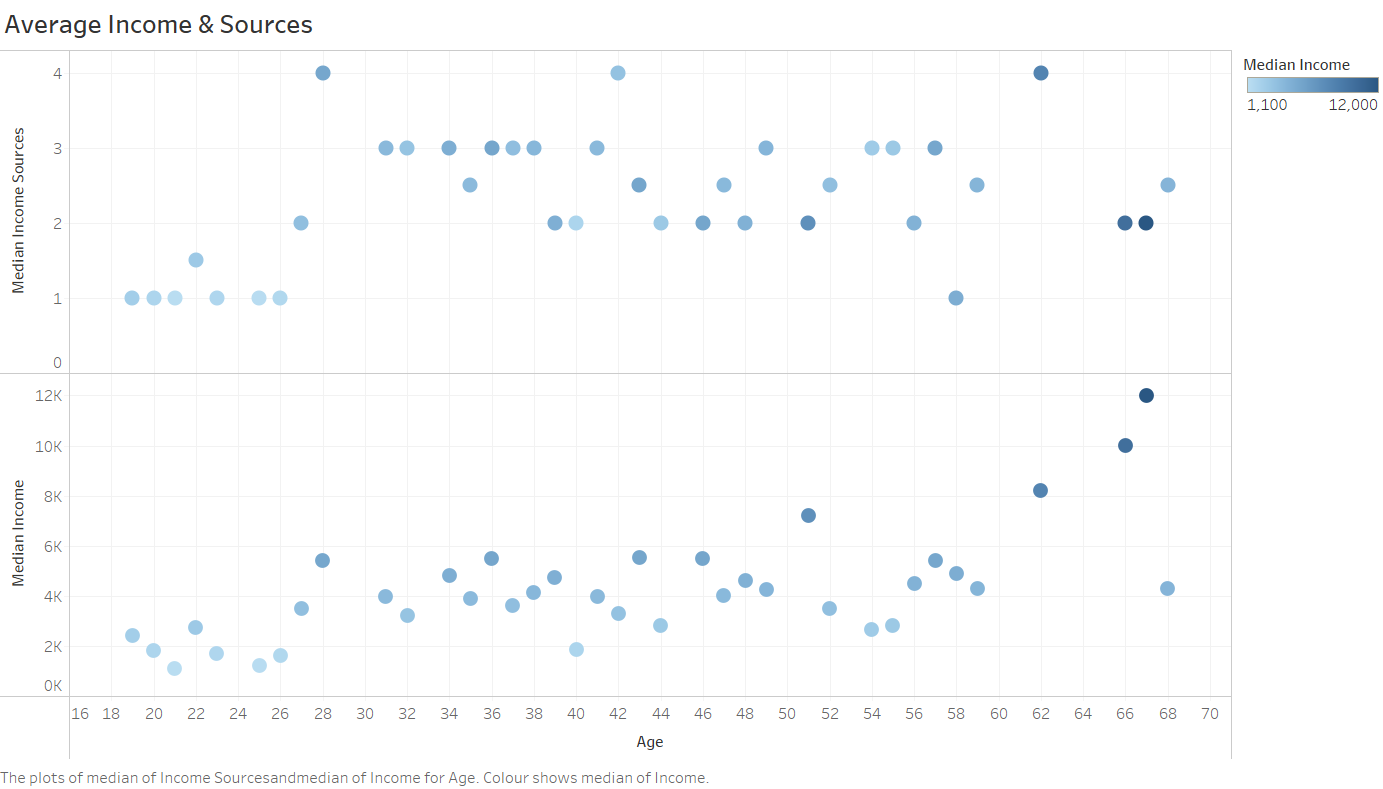 Average Income & Sources
Median Income
1,100 12,000
Median Income Sources
4
3
2
1
0
Median Income
12K
10K
8K
6K
4K
2K
0K
16 18 20 22 24 26 28 30 32 34 36 38 40 42 44 46 48 50 52 54 56 58 60 62 64 66 68 70
Age
The plots of median of Income Sourcesandmedian of Income for Age. Colour shows median of Income.